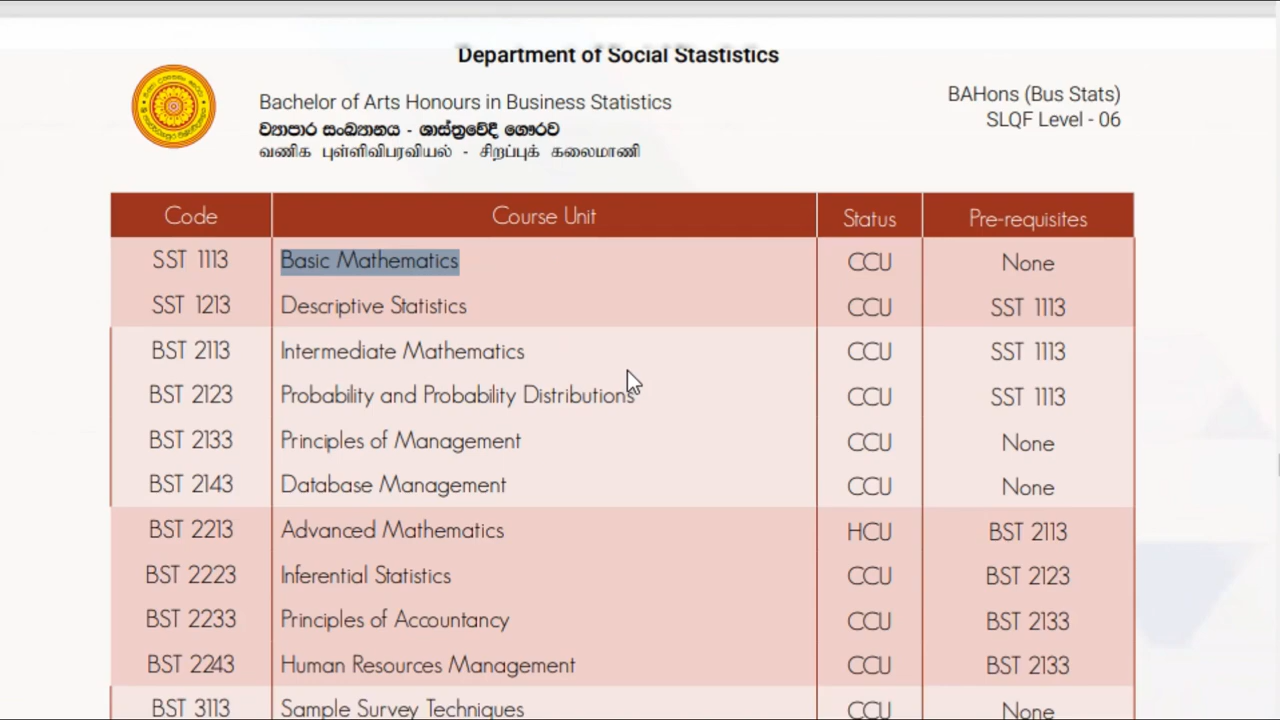 Department of Social Stastistics
Bachelor of Arts Honours in Business Statistics
ව්‍යාපාර සංඛ්‍යානය - ශාස්ත්‍රවේදී ගෞරව
வணிக புள்ளிவிபரவியல் - சிறப்புக் கலைமாணி
BAHons (Bus Stats)
SLQF Level - 06
Code Course Unit Status Pre-requisites
SST 1113 Basic Mathematics CCU None
SST 1213 Descriptive Statistics CCU SST 1113
BST 2113 Intermediate Mathematics CCU SST 1113
BST 2123 Probability and Probability Distributions CCU SST 1113
BST 2133 Principles of Management CCU None
BST 2143 Database Management CCU None
BST 2213 Advanced Mathematics HCU BST 2113
BST 2223 Inferential Statistics CCU BST 2123
BST 2233 Principles of Accountancy CCU BST 2133
BST 2243 Human Resources Management CCU BST 2133
BST 3113 Sample Survey Techniques CCU None